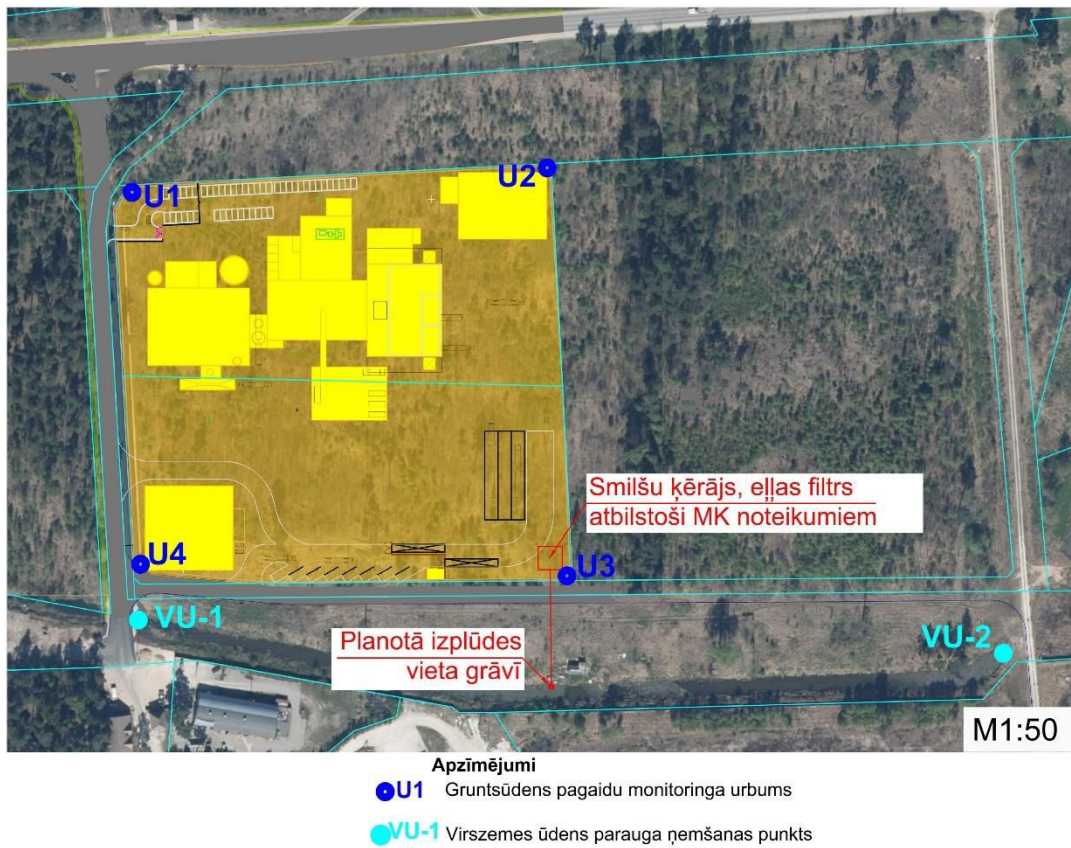 U1
U2
Smilšu ķērājs, eļļas filtrs
atbilstoši MK noteikumiem
U4
U3
VU-1
Planotā izplūdes
vieta grāvī
VU-2
M1:50
Apzīmējumi
U1 Gruntsūdens pagaidu monitoringa urbums
VU-1 Virszemes ūdens parauga ņemšanas punkts